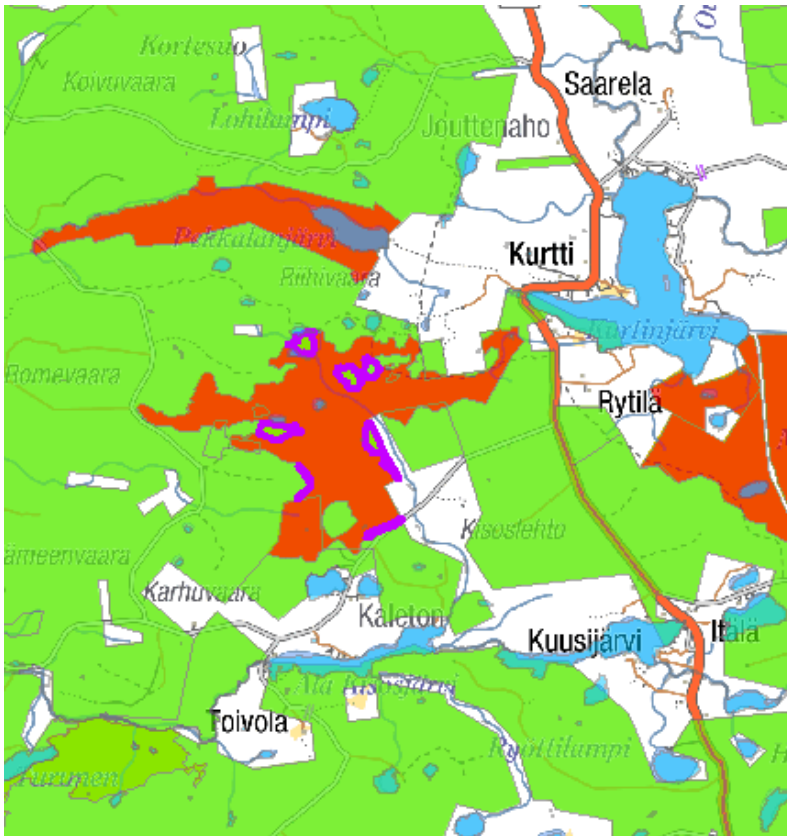 Kortesuo
Koivuvaara
Saarela
Lohilampi
Jouttenaho
Pekkalanjärvi
Kurtti
Riihivaara
Kurtinjärvi
Romevaara
Rytilä
Kisoslehto
Karhuvaara
Kaleton
Kuusijärvi
Itälä
Ala Kisosjärvi
Toivola
Ryöttilampi